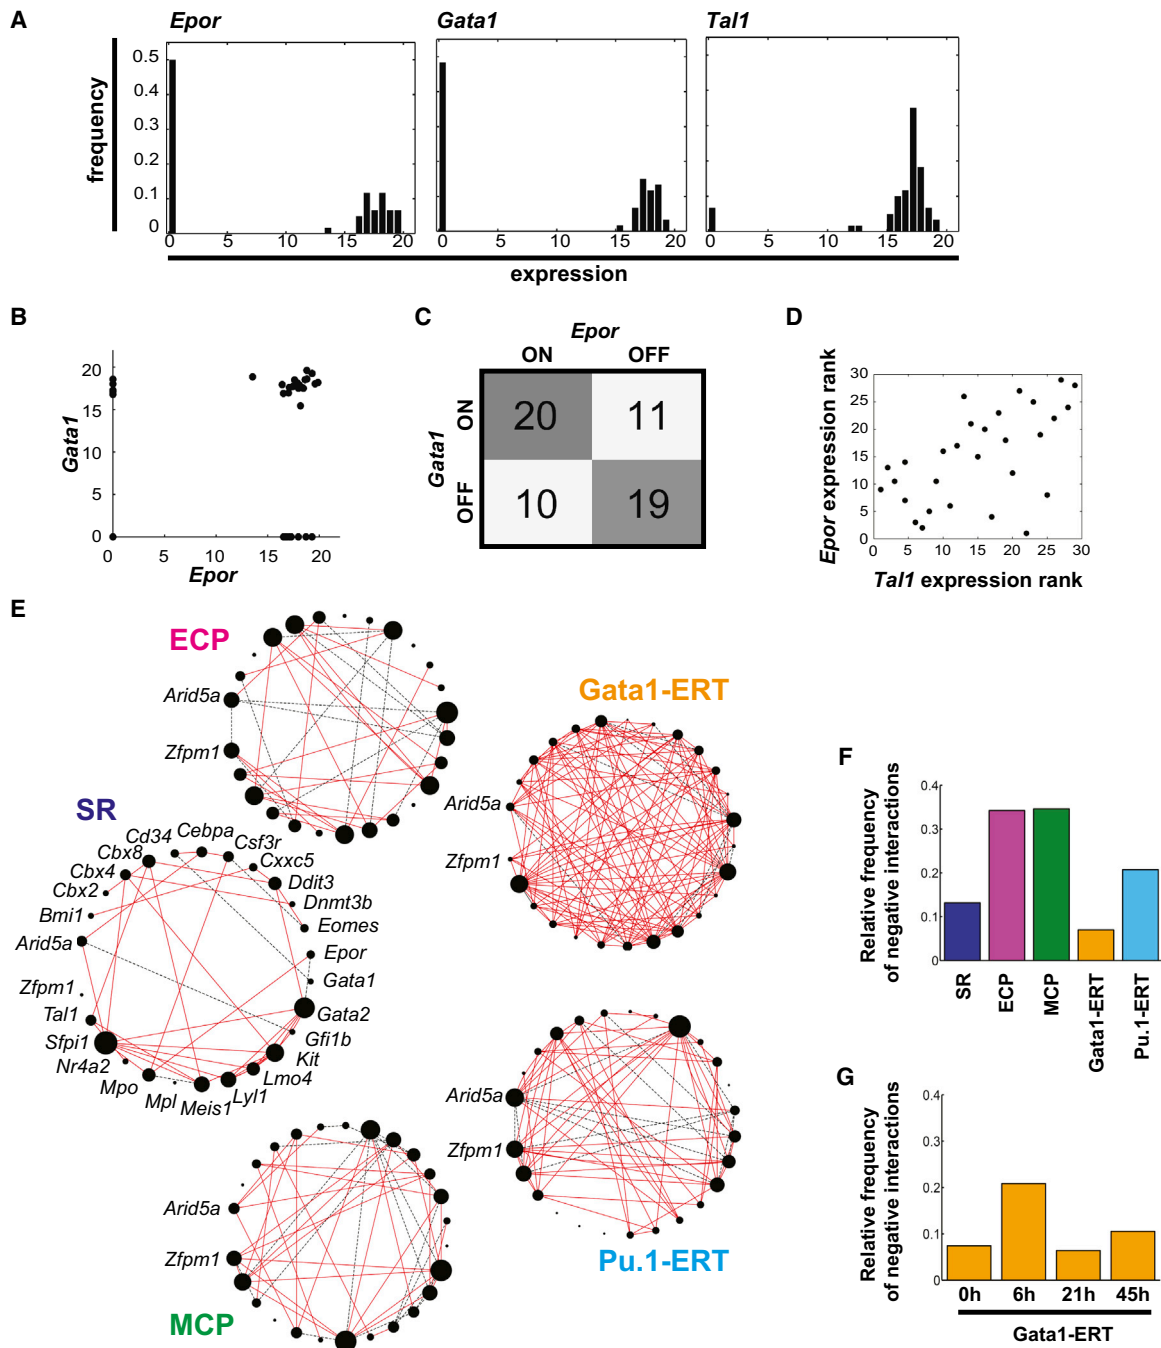 A
Epor
Gata1
Tal1
frequency
0.5
0.4
0.3
0.2
0.1
0
0 5 10 15 20
0 5 10 15 20
0 5 10 15 20
expression
B
Gata1
20
15
10
5
0
0 5 10 15 20
Epor
C
Epor
ON OFF
Gata1
ON
20 11
OFF
10 19
D
Epor expression rank
30
25
20
15
10
5
0
0 5 10 15 20 25 30
Tal1 expression rank
E
ECP
Arid5a
Zfpm1
Gata1-ERT
Arid5a
Zfpm1
SR
Cebpa
Csf3r
Cxxc5
Ddit3
Dnmt3b
Eomes
Epor
Gata1
Gata2
Gfi1b
Kit
Lmo4
Lyl1
Meis1
Mpl
Mpo
Nr4a2
Sfpi1
Tal1
Zfpm1
Arid5a
Bmi1
Cbx2
Cbx4
Cbx8
Cd34
Arid5a
Zfpm1
Pu.1-ERT
Arid5a
Zfpm1
MCP
F
Relative frequency
of negative interactions
0.4
0.3
0.2
0.1
0
SR
ECP
MCP
Gata1-ERT
Pu.1-ERT
G
Relative frequency
of negative interactions
0.4
0.3
0.2
0.1
0
0h 6h 21h 45h
Gata1-ERT